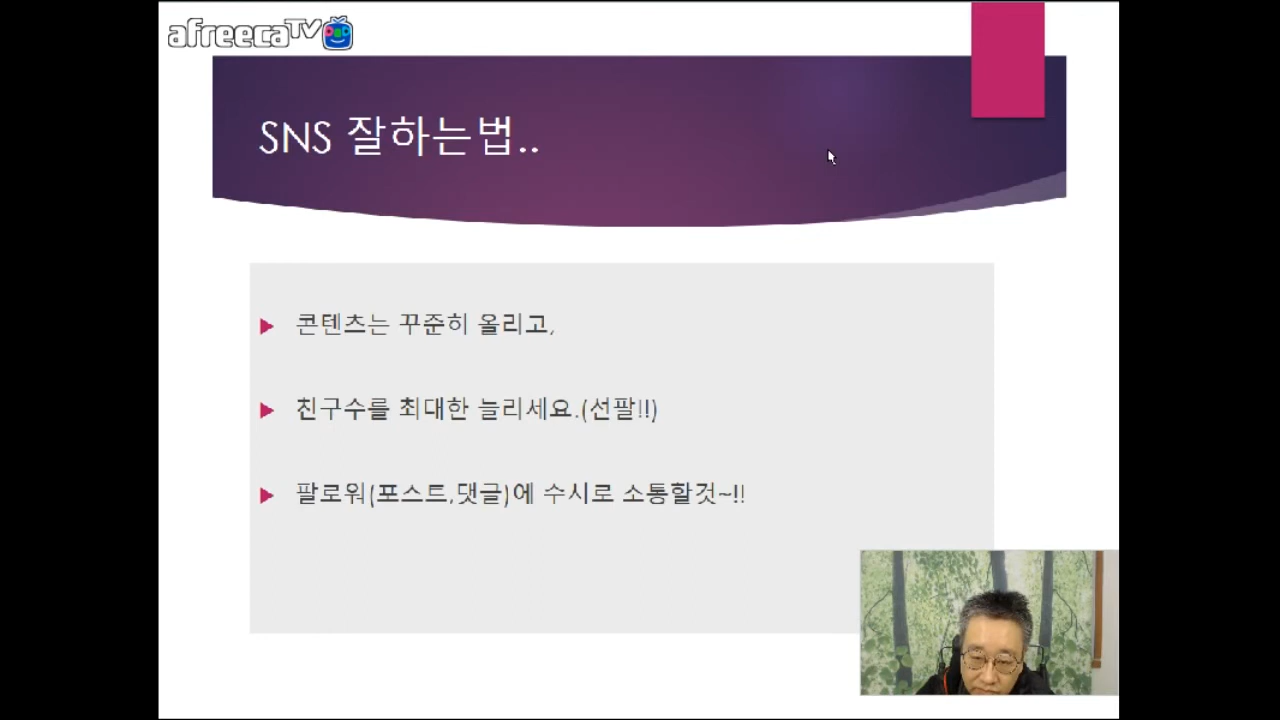 afreecaTV
SNS 잘하는법..
콘텐츠는 꾸준히 올리고,
친구수를 최대한 늘리세요.(선팔!!)
팔로워(포스트,댓글)에 수시로 소통할것~!!